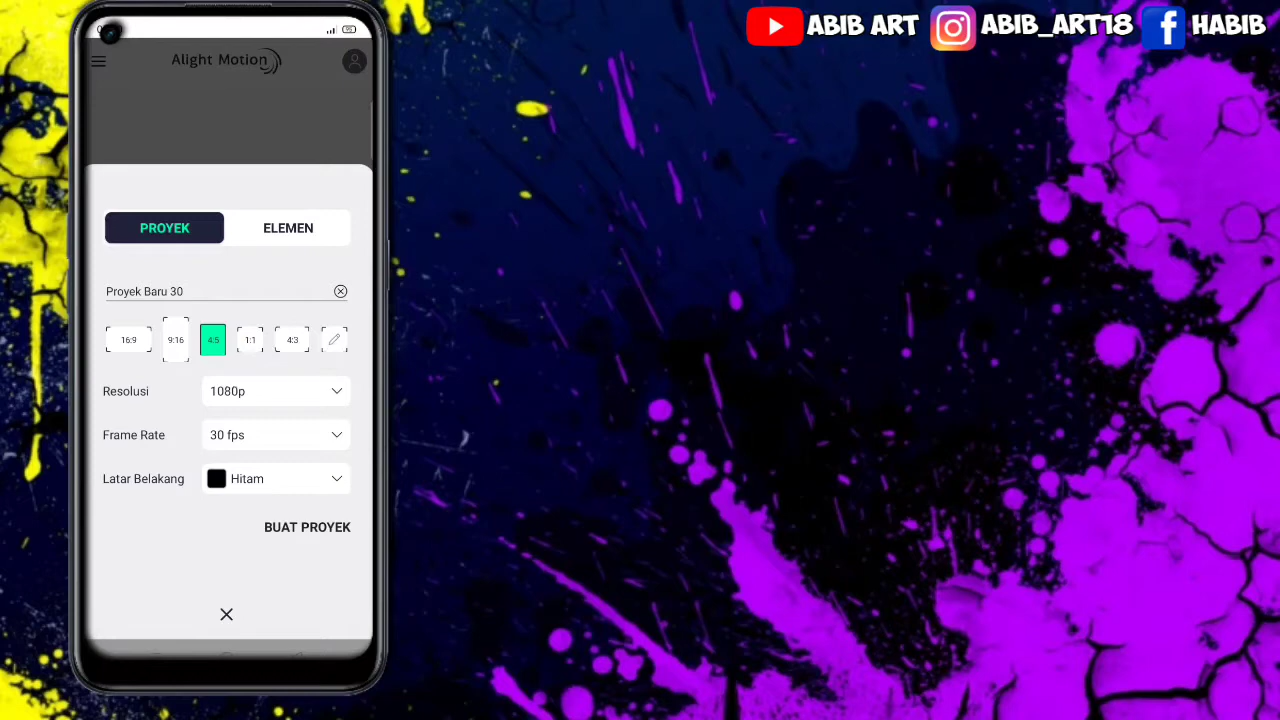 ABIB ART ABIB_ART18 HABIB
Alight Motion
PROYEK ELEMEN
Proyek Baru 30
16:9 9:16 4:5 1:1 4:3
Resolusi 1080p
Frame Rate 30 fps
Latar Belakang Hitam
BUAT PROYEK